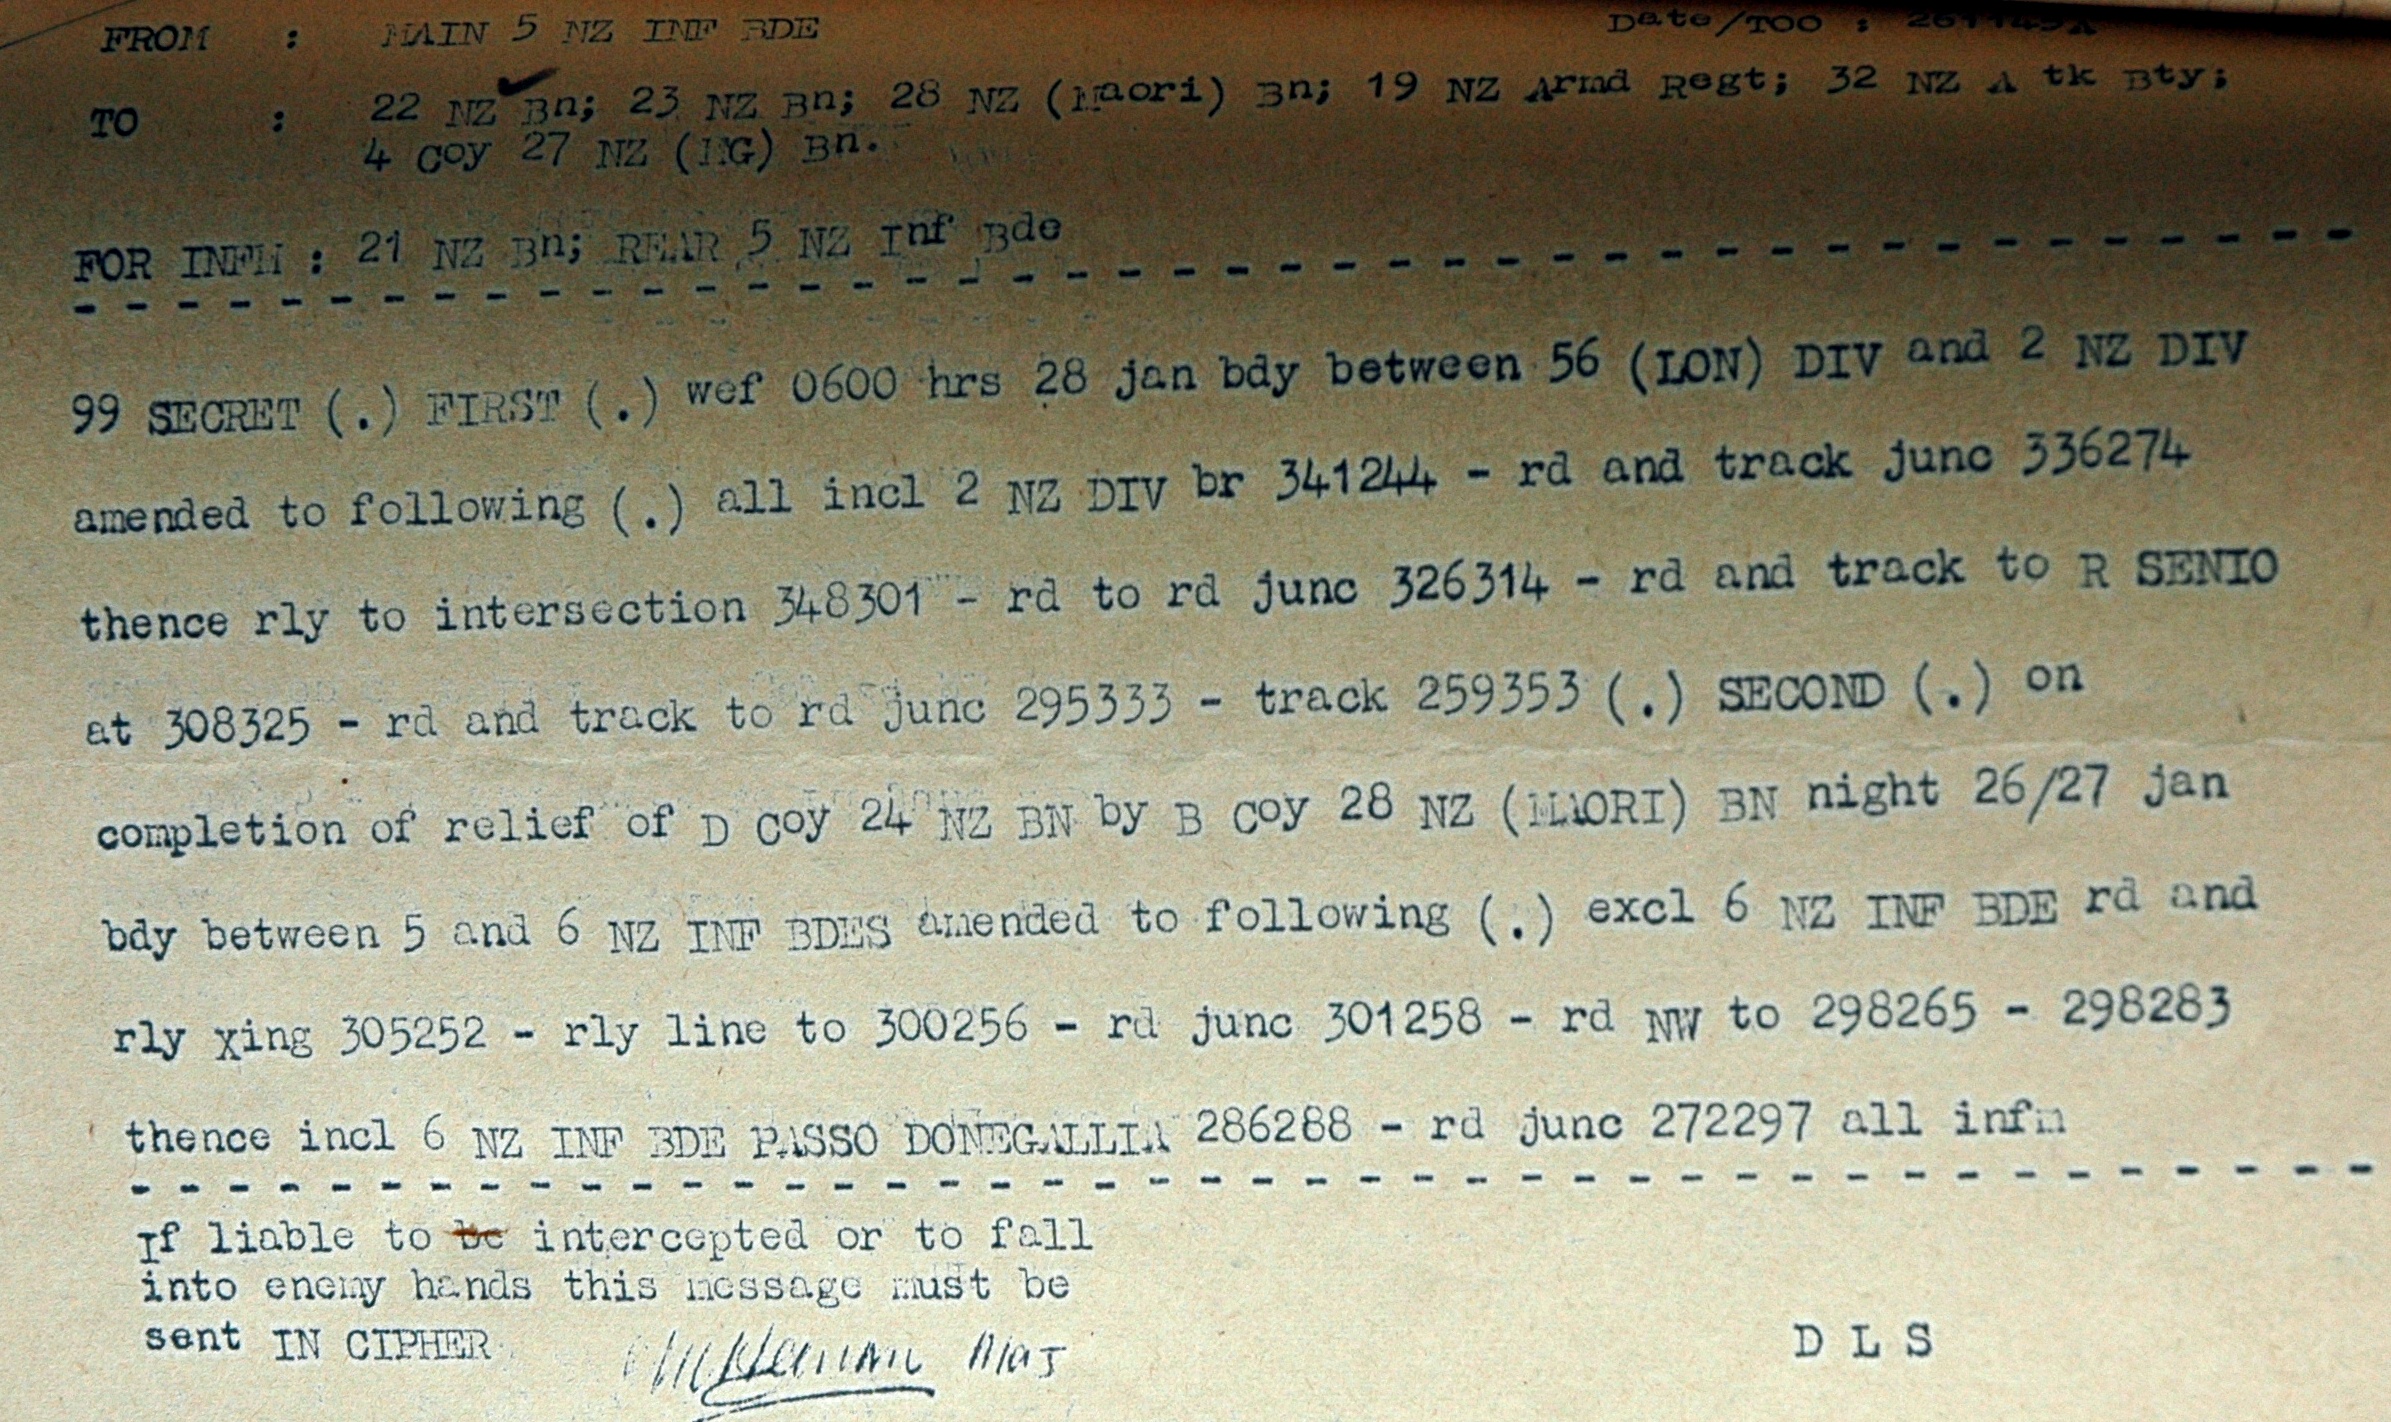 FROM : MAIN 5 NZ INF BDE Date/TOO : 261145A
TO : 22 NZ Bn; 23 NZ Bn; 28 NZ (Maori) Bn; 19 NZ Armd Regt; 32 NZ A tk Bty;
4 Coy 27 NZ (MG) Bn.
FOR INFM : 21 NZ Bn; REAR 5 NZ Inf Bde
99 SECRET (.) FIRST (.) wef 0600 hrs 28 jan bdy between 56 (LON) DIV and 2 NZ DIV
amended to following (.) all incl 2 NZ DIV br 341244 - rd and track junc 336274
thence rly to intersection 348301 - rd to rd junc 326314 - rd and track to R SENIO
at 308325 - rd and track to rd junc 295333 - track 259353 (.) SECOND (.) on
completion of relief of D Coy 24 NZ BN by B Coy 28 NZ (MAORI) BN night 26/27 jan
bdy between 5 and 6 NZ INF BDES amended to following (.) excl 6 NZ INF BDE rd and
rly Xing 305252 - rly line to 300256 - rd junc 301258 - rd NW to 298265 - 298283
thence incl 6 NZ INF BDE PASSO DONEGALLIA 286288 - rd junc 272297 all infm
If liable to be intercepted or to fall
into enemy hands this message must be
sent IN CIPHER
Maj
D L S